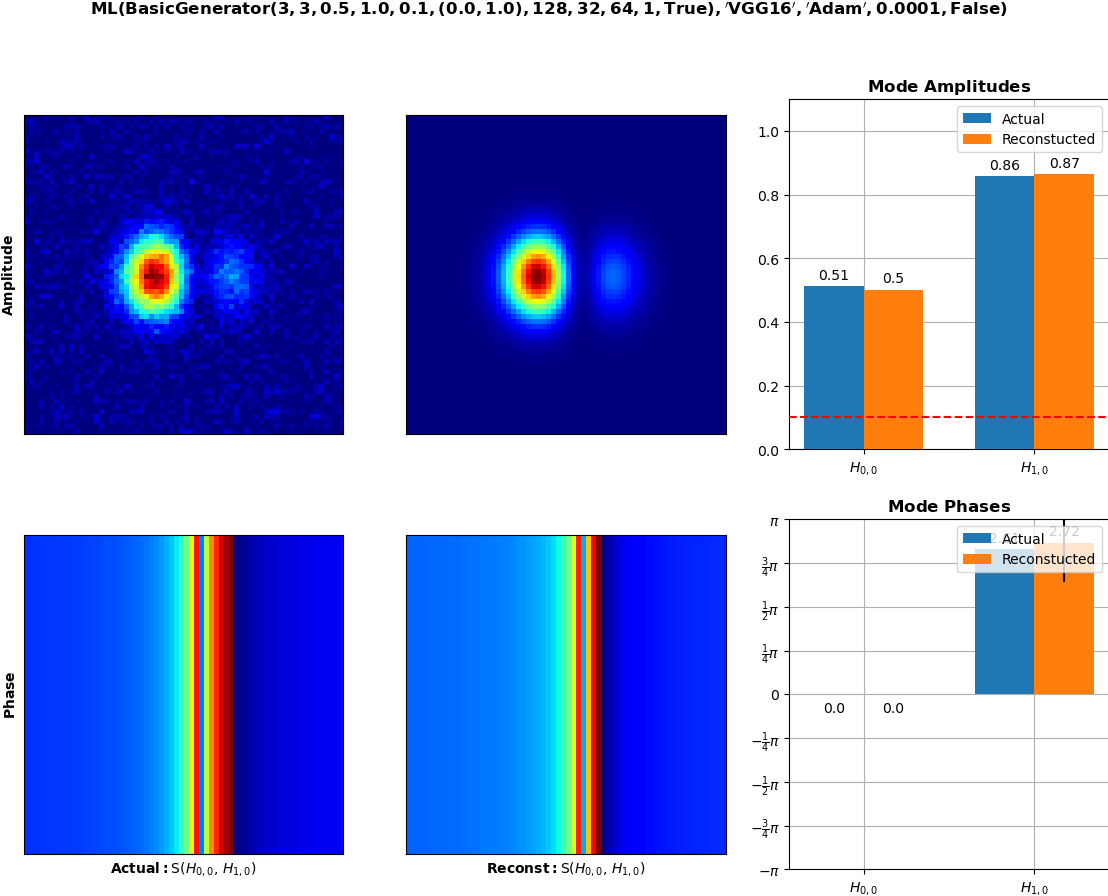 ML(BasicGenerator(3, 3, 0.5, 1.0, 0.1, (0.0, 1.0), 128, 32, 64, 1, True), ′VGG16′, ′Adam′, 0.0001, False)
Mode Amplitudes
Amplitude
1.0
0.8
0.6
0.4
0.2
0.0
Actual
Reconstucted
0.51
0.5
0.86
0.87
H0, 0
H1, 0
Mode Phases
Phase
π
3/4π
1/2π
1/4π
0
−1/4π
−1/2π
−3/4π
−π
Actual
Reconstucted
2.72
0.0
0.0
H0, 0
H1, 0
Actual: S(H0, 0, H1, 0)
Reconst: S(H0, 0, H1, 0)